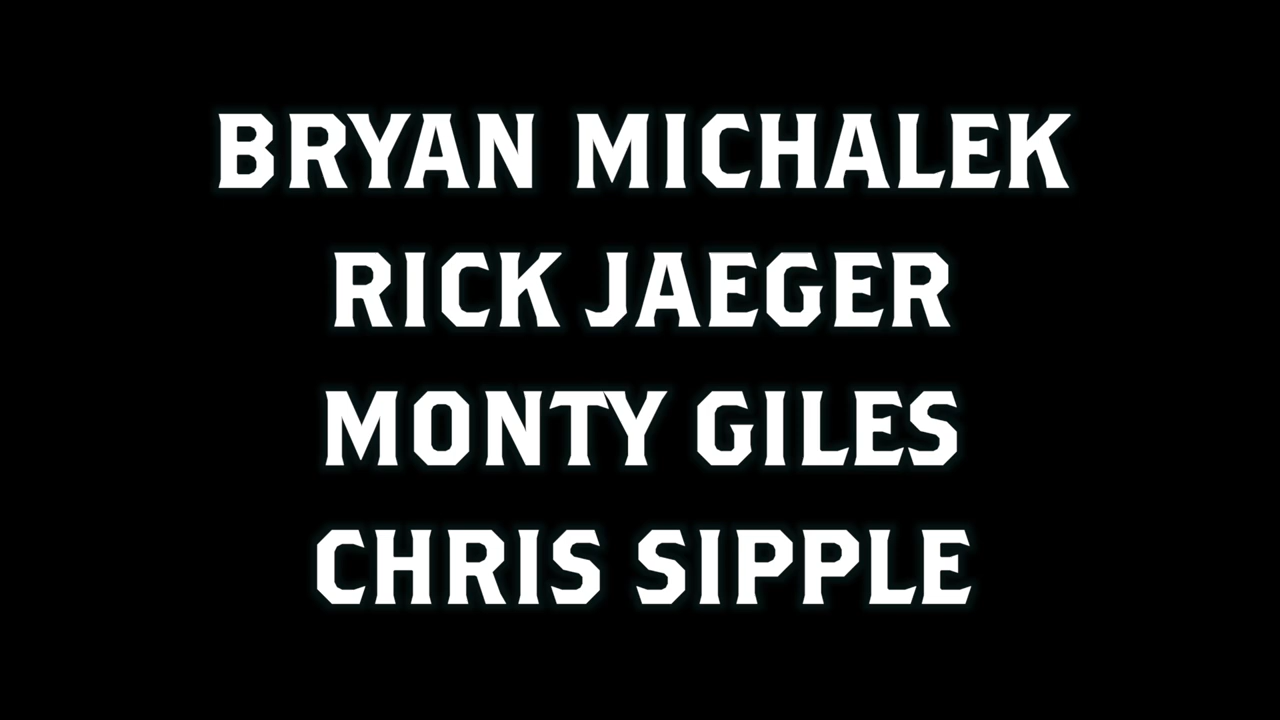 BRYAN MICHALEK
RICK JAEGER
MONTY GILES
CHRIS SIPPLE